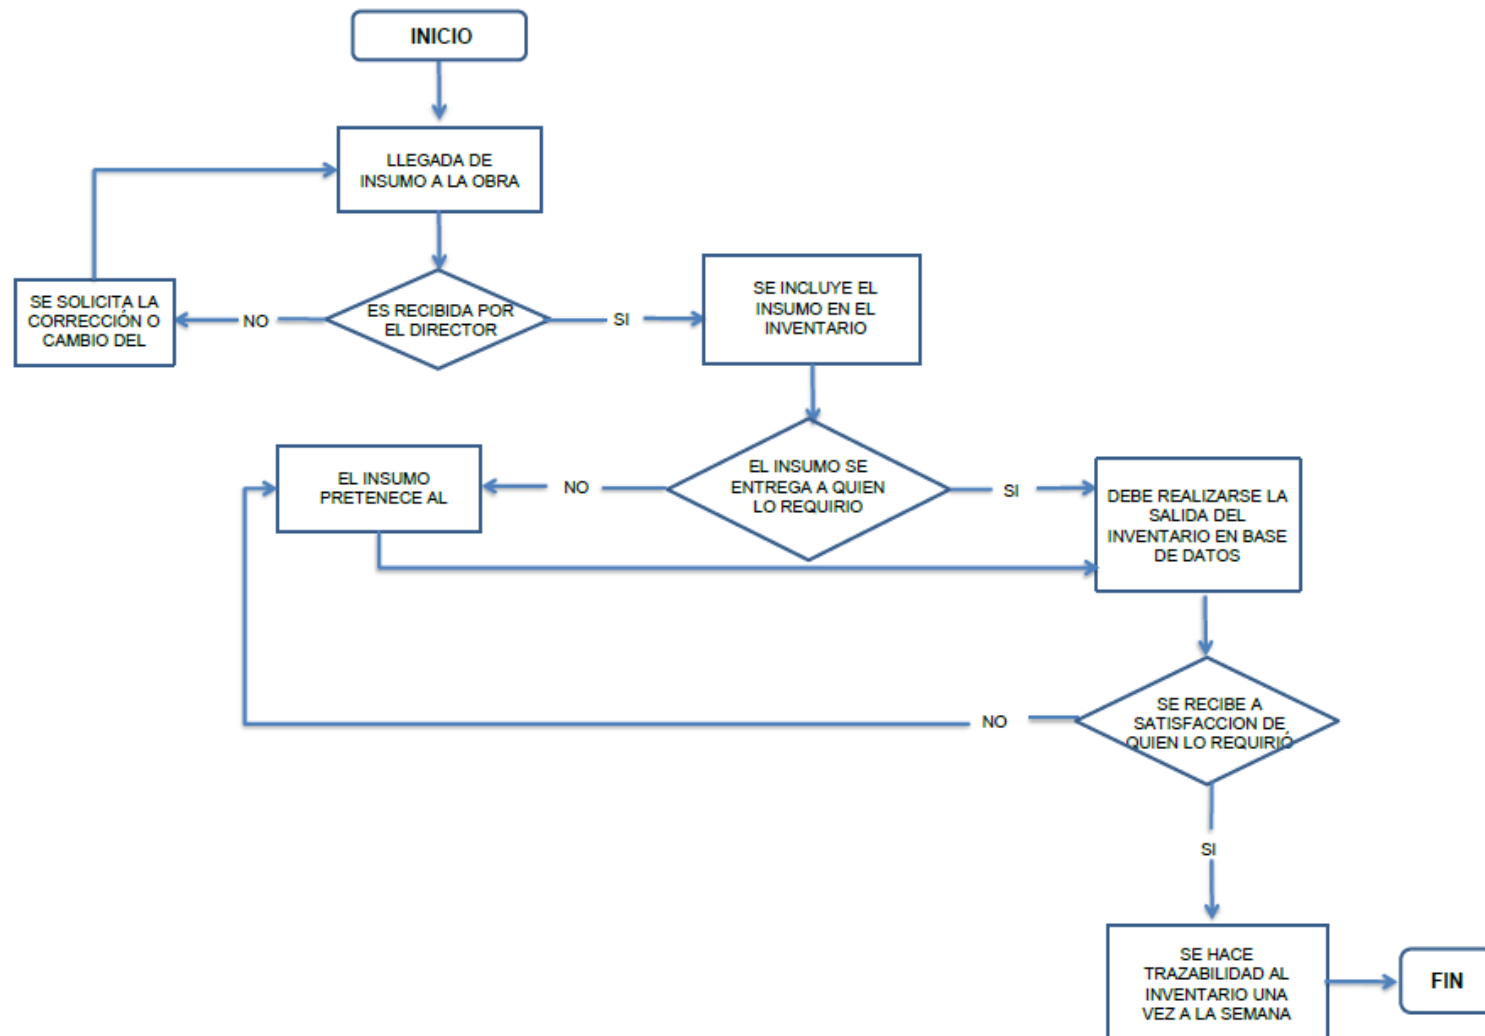 INICIO
LLEGADA DE
INSUMO A LA OBRA
SE SOLICITA LA
CORRECCIÓN O
CAMBIO DEL
NO
ES RECIBIDA POR
EL DIRECTOR
SI
SE INCLUYE EL
INSUMO EN EL
INVENTARIO
EL INSUMO
PRETENECE AL
NO
EL INSUMO SE
ENTREGA A QUIEN
LO REQUIRIO
SI
DEBE REALIZARSE LA
SALIDA DEL
INVENTARIO EN BASE
DE DATOS
NO
SE RECIBE A
SATISFACCION DE
QUIEN LO REQUIRIÓ
SI
SE HACE
TRAZABILIDAD AL
INVENTARIO UNA
VEZ A LA SEMANA
FIN